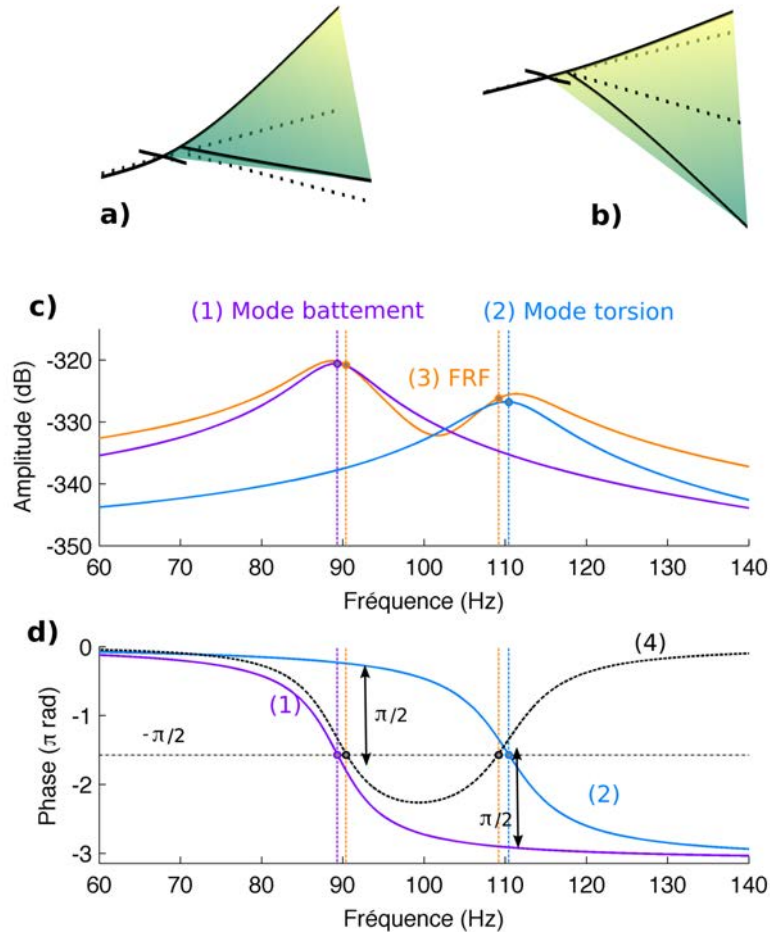 a)
b)
c)
(1) Mode battement
(2) Mode torsion
(3) FRF
Amplitude (dB)
-320
-330
-340
-350
60 70 80 90 100 110 120 130 140
Fréquence (Hz)
d)
(4)
(1)
π/2
-π/2
(2)
π/2
Phase (π rad)
0
-1
-2
-3
60 70 80 90 100 110 120 130 140
Fréquence (Hz)